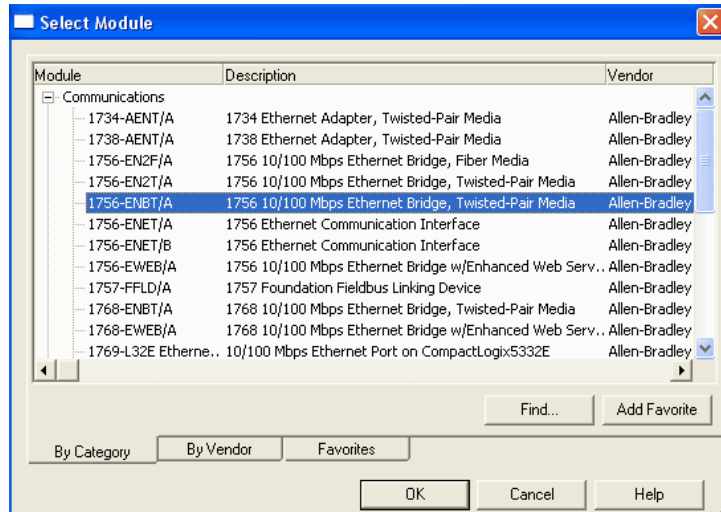 Select Module
Module Description Vendor
Communications
1734-AENT/A 1734 Ethernet Adapter, Twisted-Pair Media Allen-Bradley
1738-AENT/A 1738 Ethernet Adapter, Twisted-Pair Media Allen-Bradley
1756-EN2F/A 1756 10/100 Mbps Ethernet Bridge, Fiber Media Allen-Bradley
1756-EN2T/A 1756 10/100 Mbps Ethernet Bridge, Twisted-Pair Media Allen-Bradley
1756-ENBT/A 1756 10/100 Mbps Ethernet Bridge, Twisted-Pair Media Allen-Bradley
1756-ENET/A 1756 Ethernet Communication Interface Allen-Bradley
1756-ENET/B 1756 Ethernet Communication Interface Allen-Bradley
1756-EWEB/A 1756 10/100 Mbps Ethernet Bridge w/Enhanced Web Serv.. Allen-Bradley
1757-FFLD/A 1757 Foundation Fieldbus Linking Device Allen-Bradley
1768-ENBT/A 1768 10/100 Mbps Ethernet Bridge, Twisted-Pair Media Allen-Bradley
1768-EWEB/A 1768 10/100 Mbps Ethernet Bridge w/Enhanced Web Serv.. Allen-Bradley
1769-L32E Etherne.. 10/100 Mbps Ethernet Port on CompactLogix5332E Allen-Bradley
Find... Add Favorite
By Category By Vendor Favorites
OK Cancel Help